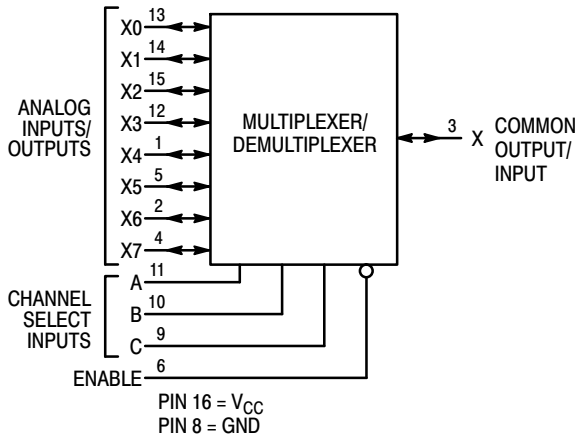 X0 13
X1 14
X2 15
X3 12
X4 1
X5 5
X6 2
X7 4
ANALOG
INPUTS/
OUTPUTS
MULTIPLEXER/
DEMULTIPLEXER
3 X COMMON
OUTPUT/
INPUT
A 11
B 10
C 9
CHANNEL
SELECT
INPUTS
ENABLE 6
PIN 16 = VCC
PIN 8 = GND